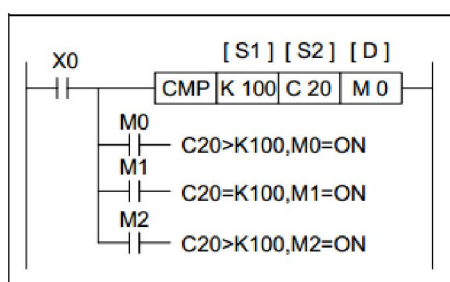 [ S1 ] [ S2 ] [ D ]
X0
CMP K 100 C 20 M 0
M0
C20>K100,M0=ON
M1
C20=K100,M1=ON
M2
C20>K100,M2=ON